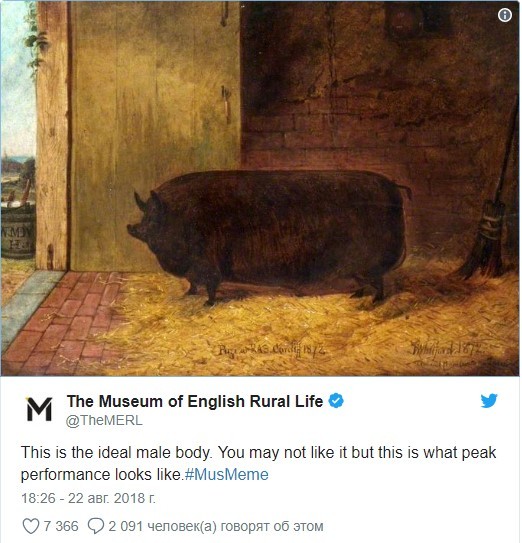 1872
The Museum of English Rural Life
@TheMERL
This is the ideal male body. You may not like it but this is what peak
performance looks like.#MusMeme
18:26 - 22 авг. 2018 г.
7 366 2 091 человек(а) говорят об этом